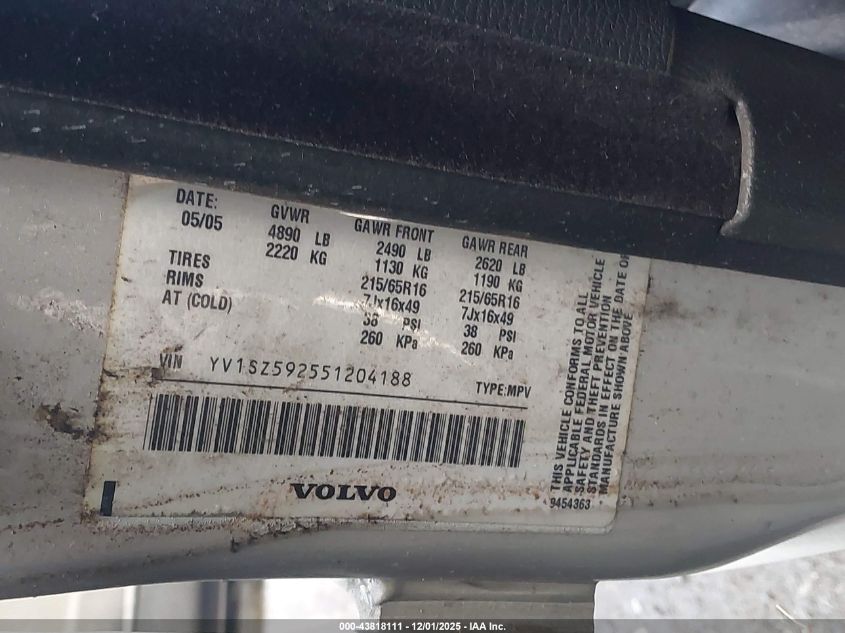 DATE:
05/05
GVWR
4890 LB
2220 KG
GAWR FRONT
2490 LB
1130 KG
215/65R16
7Jx16x49
38 PSI
260 KPa
GAWR REAR
2620 LB
1190 KG
215/65R16
7Jx16x49
38 PSI
260 KPa
TIRES
RIMS
AT (COLD)
VIN YV1SZ592551204188
TYPE:MPV
VOLVO
THIS VEHICLE CONFORMS TO ALL
APPLICABLE FEDERAL MOTOR VEHICLE
SAFETY AND THEFT PREVENTION
STANDARDS IN EFFECT ON THE DATE OF
MANUFACTURE SHOWN ABOVE
9454363
000-43818111 - 12/01/2025 - IAA Inc.